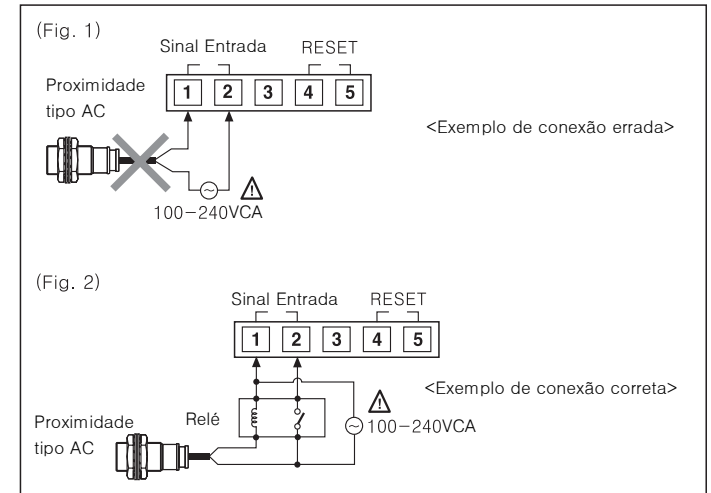 (Fig. 1)
Sinal Entrada RESET
Proximidade
tipo AC
1 2 3 4 5
<Exemplo de conexão errada>
100-240VCA
(Fig. 2)
Sinal Entrada RESET
1 2 3 4 5
<Exemplo de conexão correta>
Relé
100-240VCA
Proximidade
tipo AC